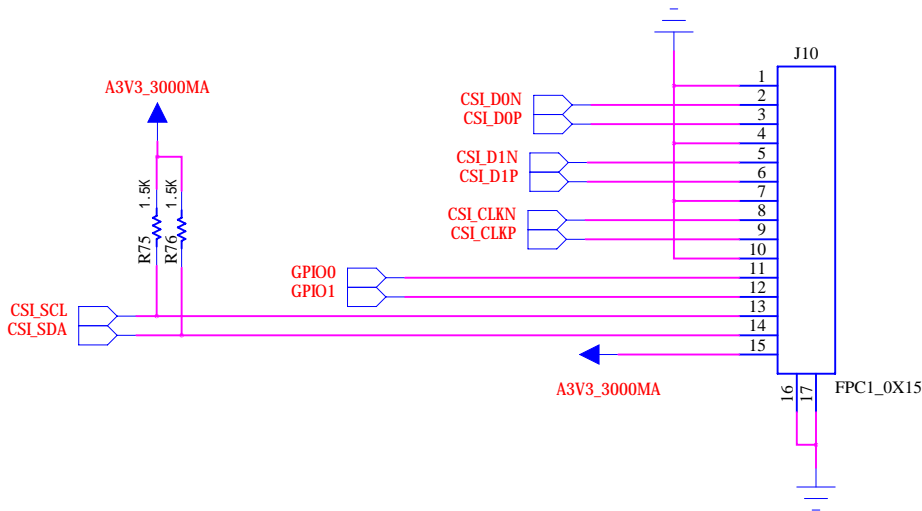 J10
A3V3_3000MA
1
CSI_D0N
2
CSI_D0P
3
4
CSI_D1N
5
CSI_D1P
6
7
CSI_CLKN
8
CSI_CLKP
9
10
1.5K
1.5K
R75
R76
GPIO0
11
GPIO1
12
CSI_SCL
13
CSI_SDA
14
15
A3V3_3000MA
16
17
FPC1_0X15